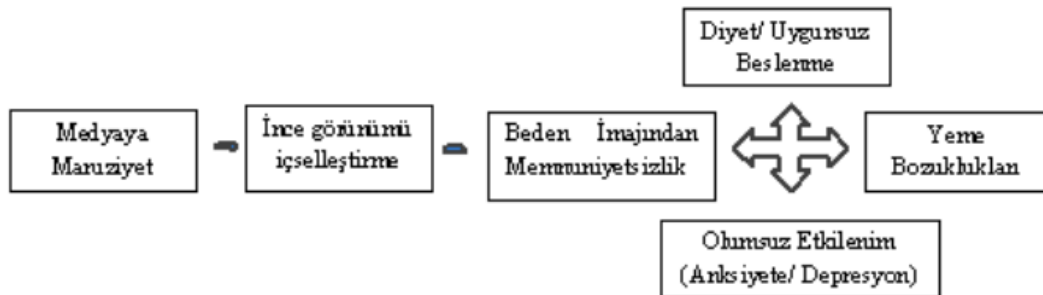 Diyet/ Uygunsuz
Beslenme
Medyaya
Maruziyet
İnce görünümü
içselleştirme
Beden İmajından
Memnuniyetsizlik
Yeme
Bozuklukları
Olumsuz Etkilenim
(Anksiyete/ Depresyon)